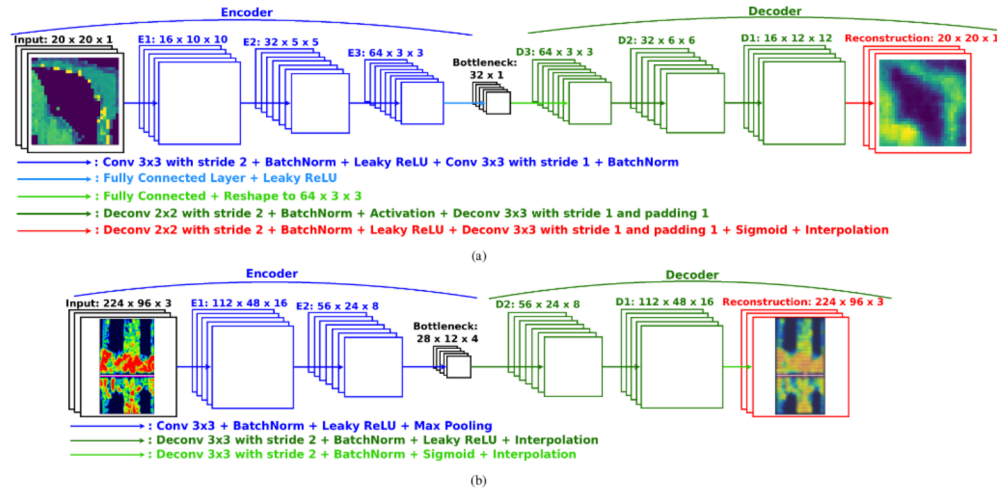 Encoder
Decoder
Input: 20 x 20 x 1
E1: 16 x 10 x 10
E2: 32 x 5 x 5
E3: 64 x 3 x 3
Bottleneck:
32 x 1
D3: 64 x 3 x 3
D2: 32 x 6 x 6
D1: 16 x 12 x 12
Reconstruction: 20 x 20 x 1
: Conv 3x3 with stride 2 + BatchNorm + Leaky ReLU + Conv 3x3 with stride 1 + BatchNorm
: Fully Connected Layer + Leaky ReLU
: Fully Connected + Reshape to 64 x 3 x 3
: Deconv 2x2 with stride 2 + BatchNorm + Activation + Deconv 3x3 with stride 1 and padding 1
: Deconv 2x2 with stride 2 + BatchNorm + Leaky ReLU + Deconv 3x3 with stride 1 and padding 1 + Sigmoid + Interpolation
(a)
Encoder
Decoder
Input: 224 x 96 x 3
E1: 112 x 48 x 16
E2: 56 x 24 x 8
Bottleneck:
28 x 12 x 4
D2: 56 x 24 x 8
D1: 112 x 48 x 16
Reconstruction: 224 x 96 x 3
: Conv 3x3 + BatchNorm + Leaky ReLU + Max Pooling
: Deconv 3x3 with stride 2 + BatchNorm + Leaky ReLU + Interpolation
: Deconv 3x3 with stride 2 + BatchNorm + Sigmoid + Interpolation
(b)